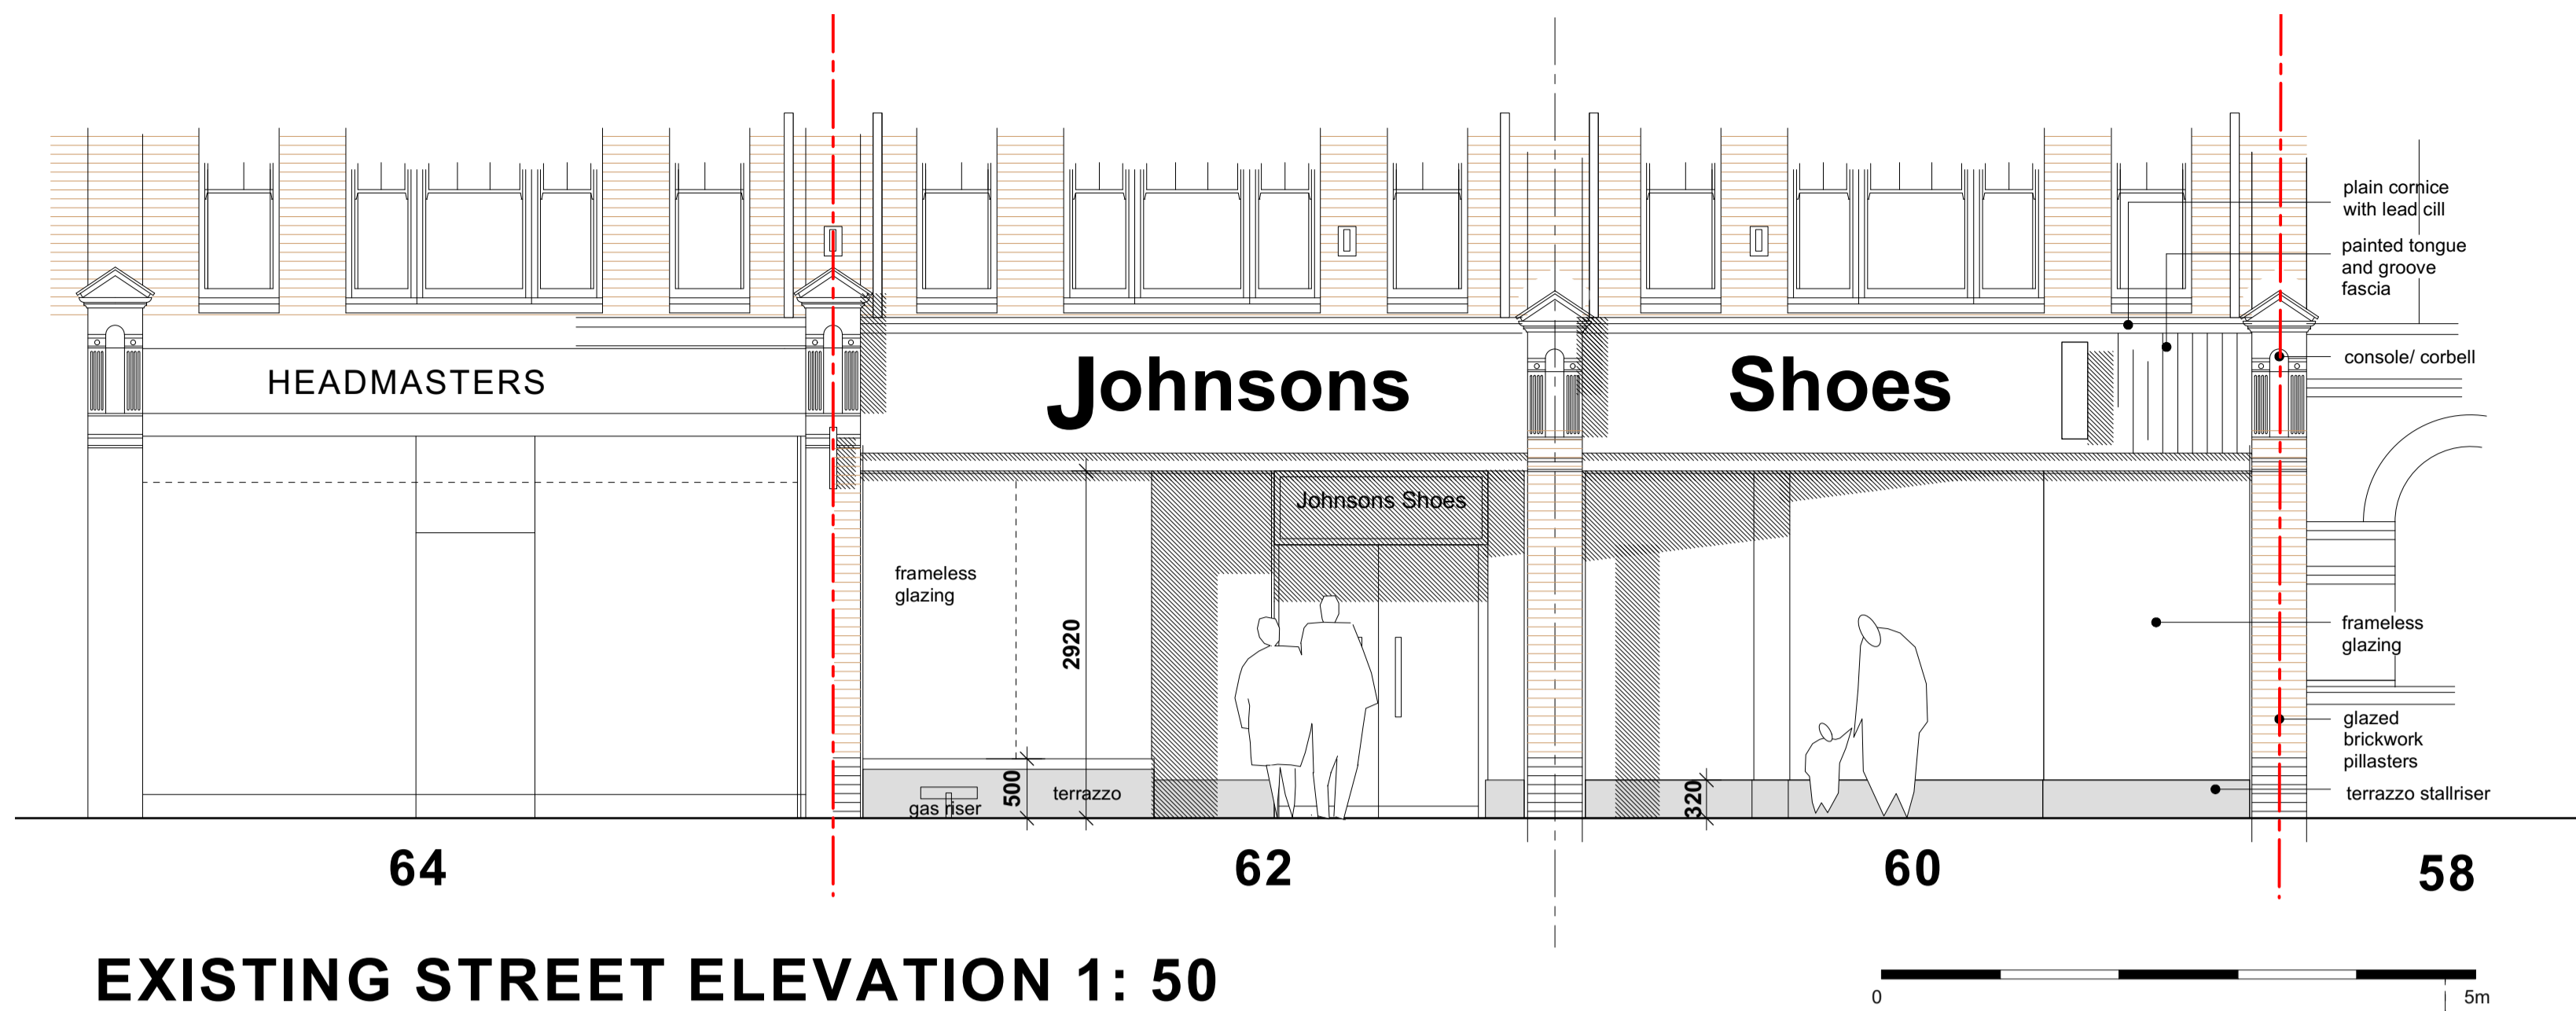 plain cornice
with lead cill
painted tongue
and groove
fascia
console/ corbell
HEADMASTERS
Johnsons
Shoes
Johnsons Shoes
frameless
glazing
2920
500
gas riser
terrazzo
320
frameless
glazing
glazed
brickwork
pillasters
terrazzo stallriser
64
62
60
58
EXISTING STREET ELEVATION 1: 50
0
5m